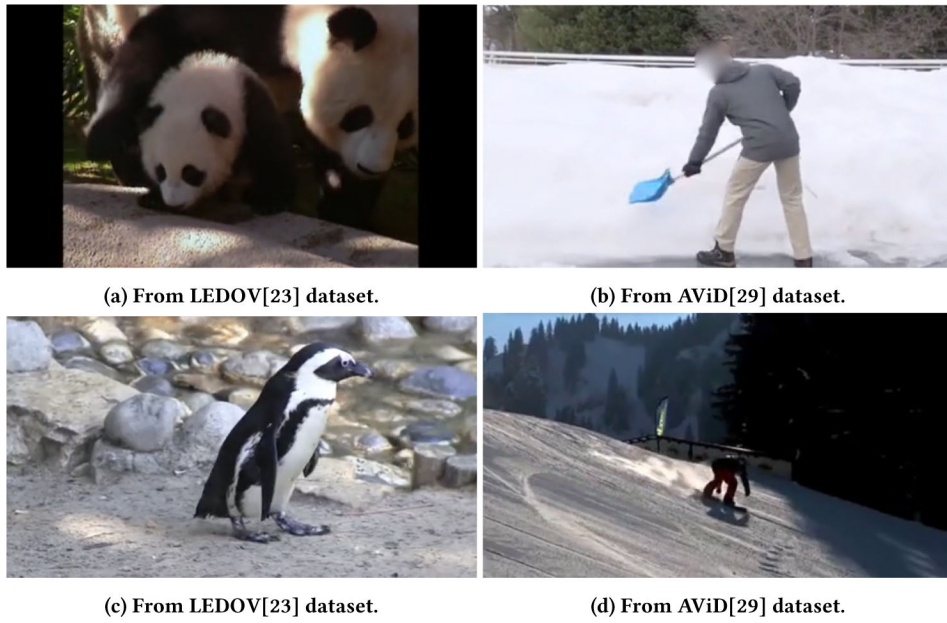 (a) From LEDOV[23] dataset.
(b) From AViD[29] dataset.
(c) From LEDOV[23] dataset.
(d) From AViD[29] dataset.